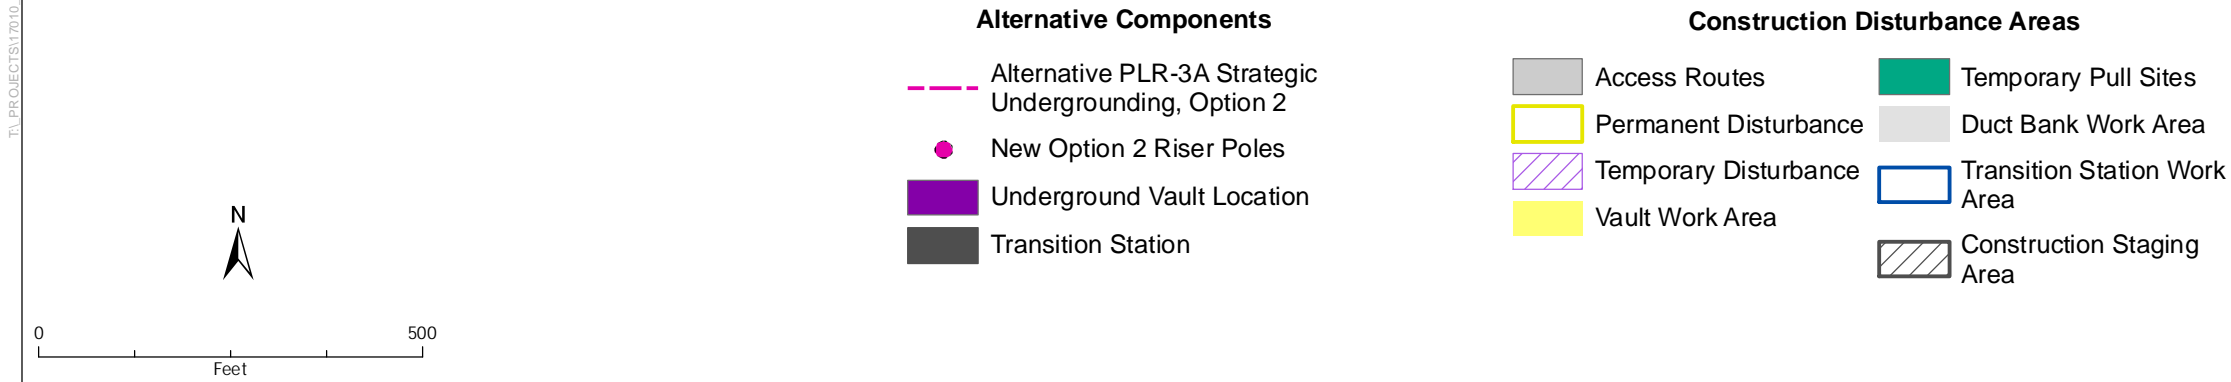 T:\_PROJECTS\17010_
N
0 500
Feet
Alternative Components
Alternative PLR-3A Strategic
Undergrounding, Option 2
New Option 2 Riser Poles
Underground Vault Location
Transition Station
Construction Disturbance Areas
Access Routes
Permanent Disturbance
Temporary Disturbance
Vault Work Area
Temporary Pull Sites
Duct Bank Work Area
Transition Station Work
Area
Construction Staging
Area